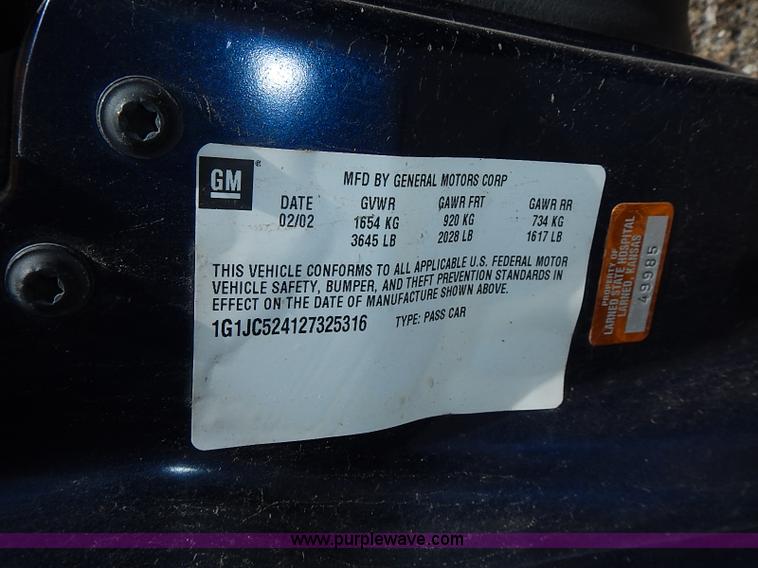 GM ®
MFD BY GENERAL MOTORS CORP
DATE GVWR GAWR FRT GAWR RR
02/02 1654 KG 920 KG 734 KG
3645 LB 2028 LB 1617 LB
THIS VEHICLE CONFORMS TO ALL APPLICABLE U.S. FEDERAL MOTOR
VEHICLE SAFETY, BUMPER, AND THEFT PREVENTION STANDARDS IN
EFFECT ON THE DATE OF MANUFACTURE SHOWN ABOVE.
1G1JC524127325316 TYPE: PASS CAR
PROPERTY OF
LARNED STATE HOSPITAL
LARNED, KANSAS
49985
www.purplewave.com